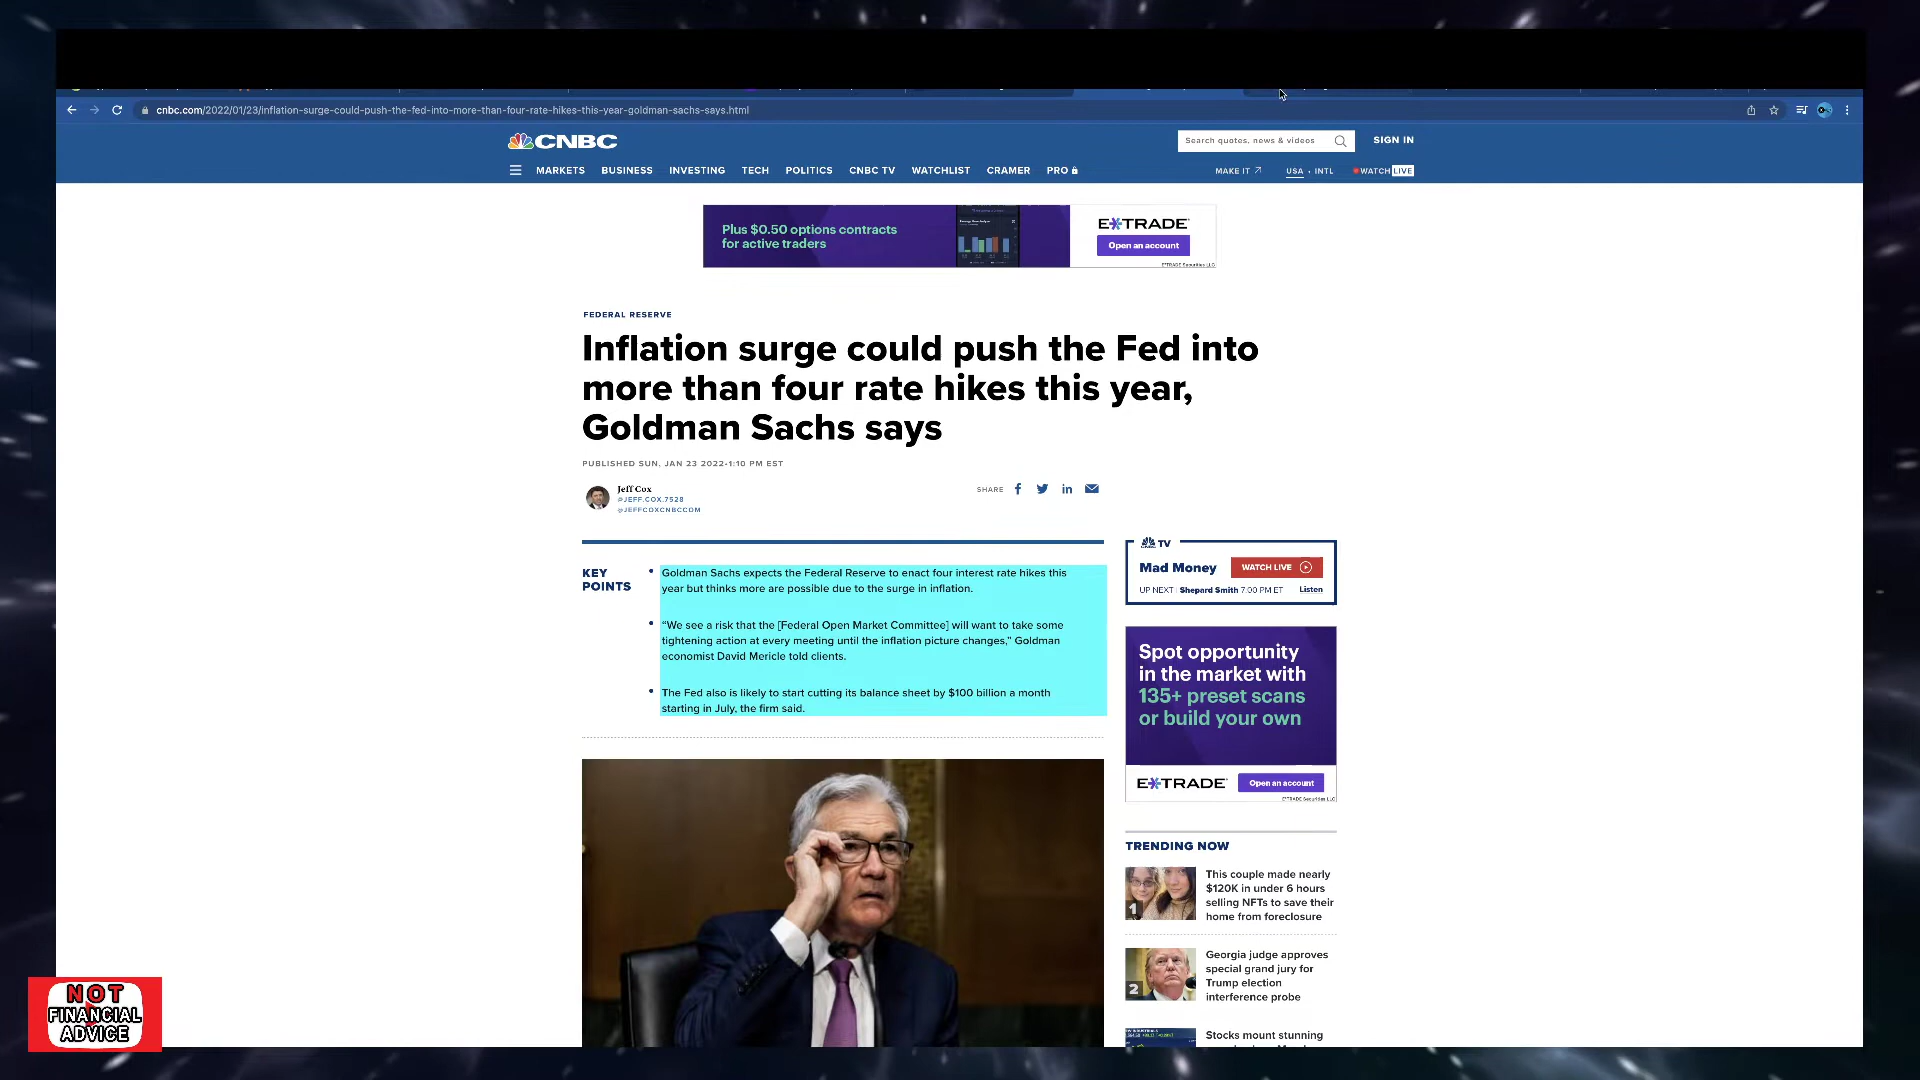 cnbc.com/2022/01/23/inflation-surge-could-push-the-fed-into-more-than-four-rate-hikes-this-year-goldman-sachs-says.html
CNBC
Search quotes, news & videos
SIGN IN
MARKETS BUSINESS INVESTING TECH POLITICS CNBC TV WATCHLIST CRAMER PRO
MAKE IT USA • INTL WATCH LIVE
Plus $0.50 options contracts
for active traders
E*TRADE
Open an account
E*TRADE Securities LLC
FEDERAL RESERVE
Inflation surge could push the Fed into
more than four rate hikes this year,
Goldman Sachs says
PUBLISHED SUN, JAN 23 2022•1:10 PM EST
Jeff Cox
@JEFF.COX.7528
@JEFFCOXCNBCCOM
SHARE
KEY
POINTS
• Goldman Sachs expects the Federal Reserve to enact four interest rate hikes this
year but thinks more are possible due to the surge in inflation.
• “We see a risk that the [Federal Open Market Committee] will want to take some
tightening action at every meeting until the inflation picture changes,” Goldman
economist David Mericle told clients.
• The Fed also is likely to start cutting its balance sheet by $100 billion a month
starting in July, the firm said.
TV
Mad Money
WATCH LIVE
UP NEXT | Shepard Smith 7:00 PM ET
Listen
Spot opportunity
in the market with
135+ preset scans
or build your own
E*TRADE
Open an account
E*TRADE Securities LLC
TRENDING NOW
1
This couple made nearly
$120K in under 6 hours
selling NFTs to save their
home from foreclosure
2
Georgia judge approves
special grand jury for
Trump election
interference probe
Stocks mount stunning
NOT
FINANCIAL
ADVICE